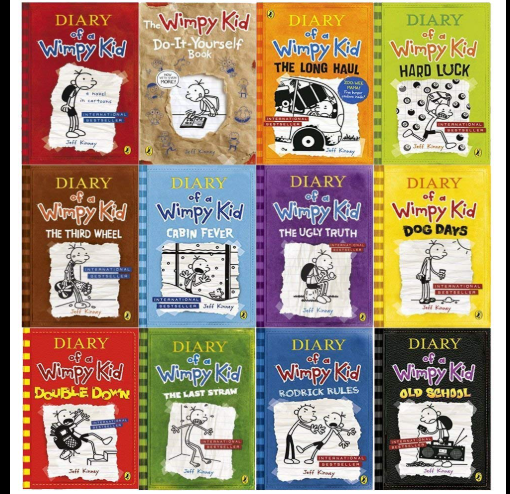 DIARY
of a
Wimpy Kid
a novel
in cartoons
INTERNATIONAL
BESTSELLER
Jeff Kinney
The
Wimpy Kid
Do-It-Yourself
Book
MORE!
Jeff Kinney
DIARY
of a
Wimpy Kid
THE LONG HAUL
INTERNATIONAL
BESTSELLER
Jeff Kinney
DIARY
of a
Wimpy Kid
HARD LUCK
INTERNATIONAL
BESTSELLER
Jeff Kinney
DIARY
of a
Wimpy Kid
THE THIRD WHEEL
INTERNATIONAL
BESTSELLER
Jeff Kinney
DIARY
of a
Wimpy Kid
CABIN FEVER
INTERNATIONAL
BESTSELLER
Jeff Kinney
DIARY
of a
Wimpy Kid
THE UGLY TRUTH
INTERNATIONAL
BESTSELLER
Jeff Kinney
DIARY
of a
Wimpy Kid
DOG DAYS
INTERNATIONAL
BESTSELLER
Jeff Kinney
DIARY
of a
Wimpy Kid
DOUBLE DOWN
INTERNATIONAL
BESTSELLER
Jeff Kinney
DIARY
of a
Wimpy Kid
THE LAST STRAW
INTERNATIONAL
BESTSELLER
Jeff Kinney
DIARY
of a
Wimpy Kid
RODRICK RULES
INTERNATIONAL
BESTSELLER
Jeff Kinney
DIARY
of a
Wimpy Kid
OLD SCHOOL
INTERNATIONAL
BESTSELLER
Jeff Kinney